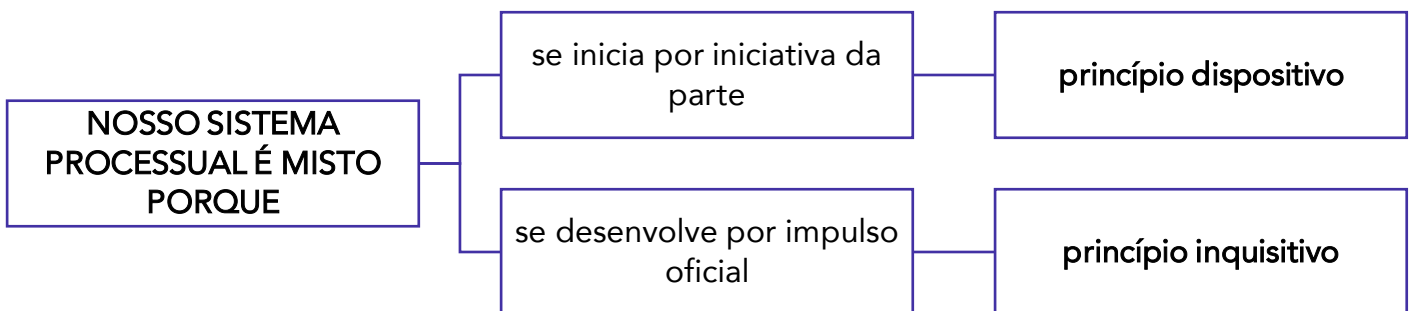 NOSSO SISTEMA
PROCESSUAL É MISTO
PORQUE
se inicia por iniciativa da
parte
princípio dispositivo
se desenvolve por impulso
oficial
princípio inquisitivo